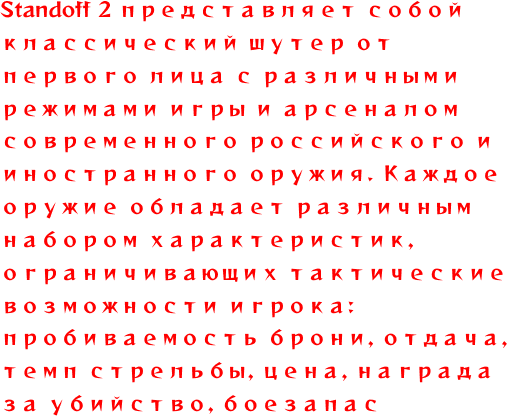 Standoff 2 представляет собой
классический шутер от
первого лица с различными
режимами игры и арсеналом
современного российского и
иностранного оружия. Каждое
оружие обладает различным
набором характеристик,
ограничивающих тактические
возможности игрока:
пробиваемость брони, отдача,
темп стрельбы, цена, награда
за убийство, боезапас